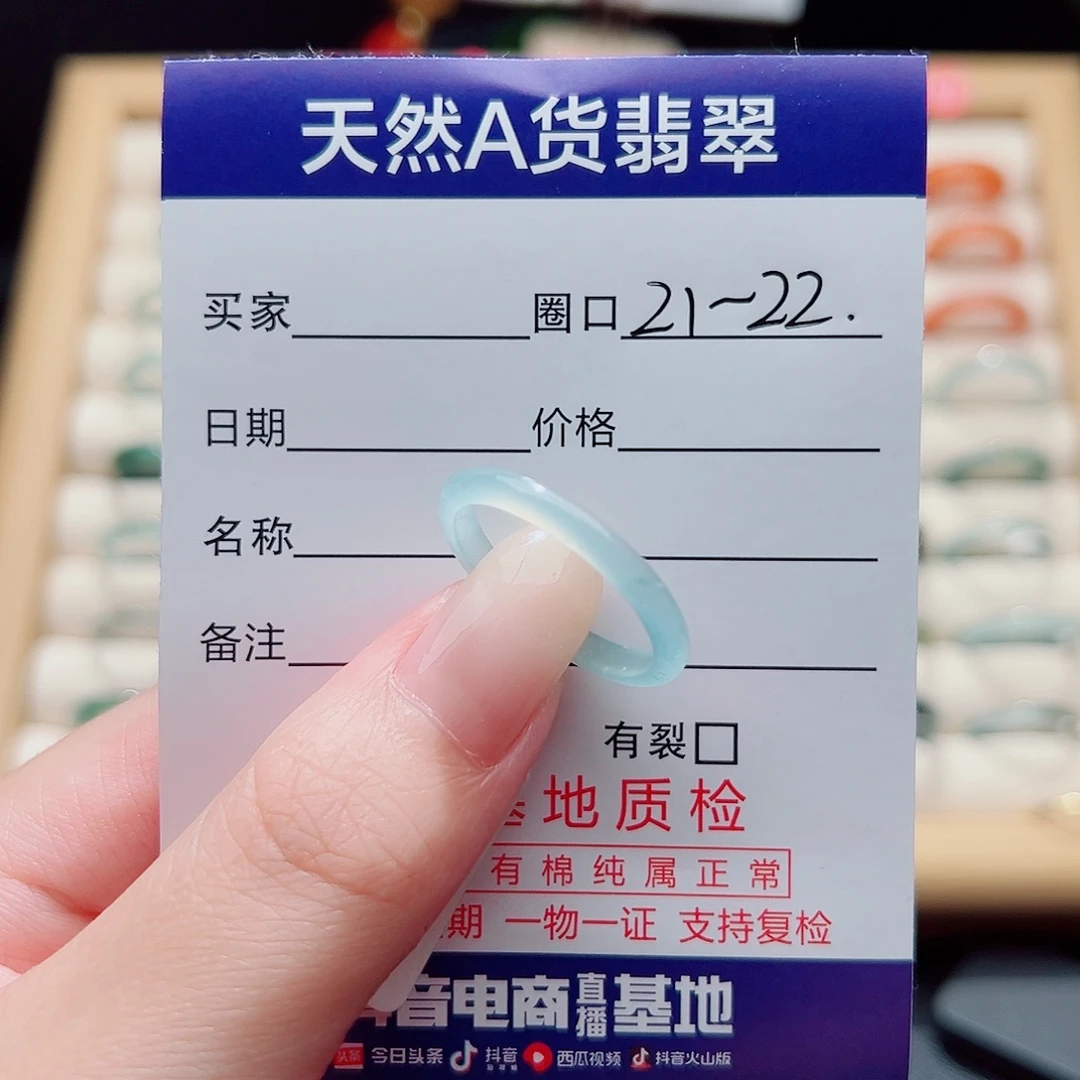 天然A货翡翠
买家 圈口 21~22.
日期 价格
名称
备注
有裂□
地质检
有棉纯属正常
期 一物一证 支持复检
音电商直播基地
头条 今日头条 抖音 西瓜视频 抖音火山版